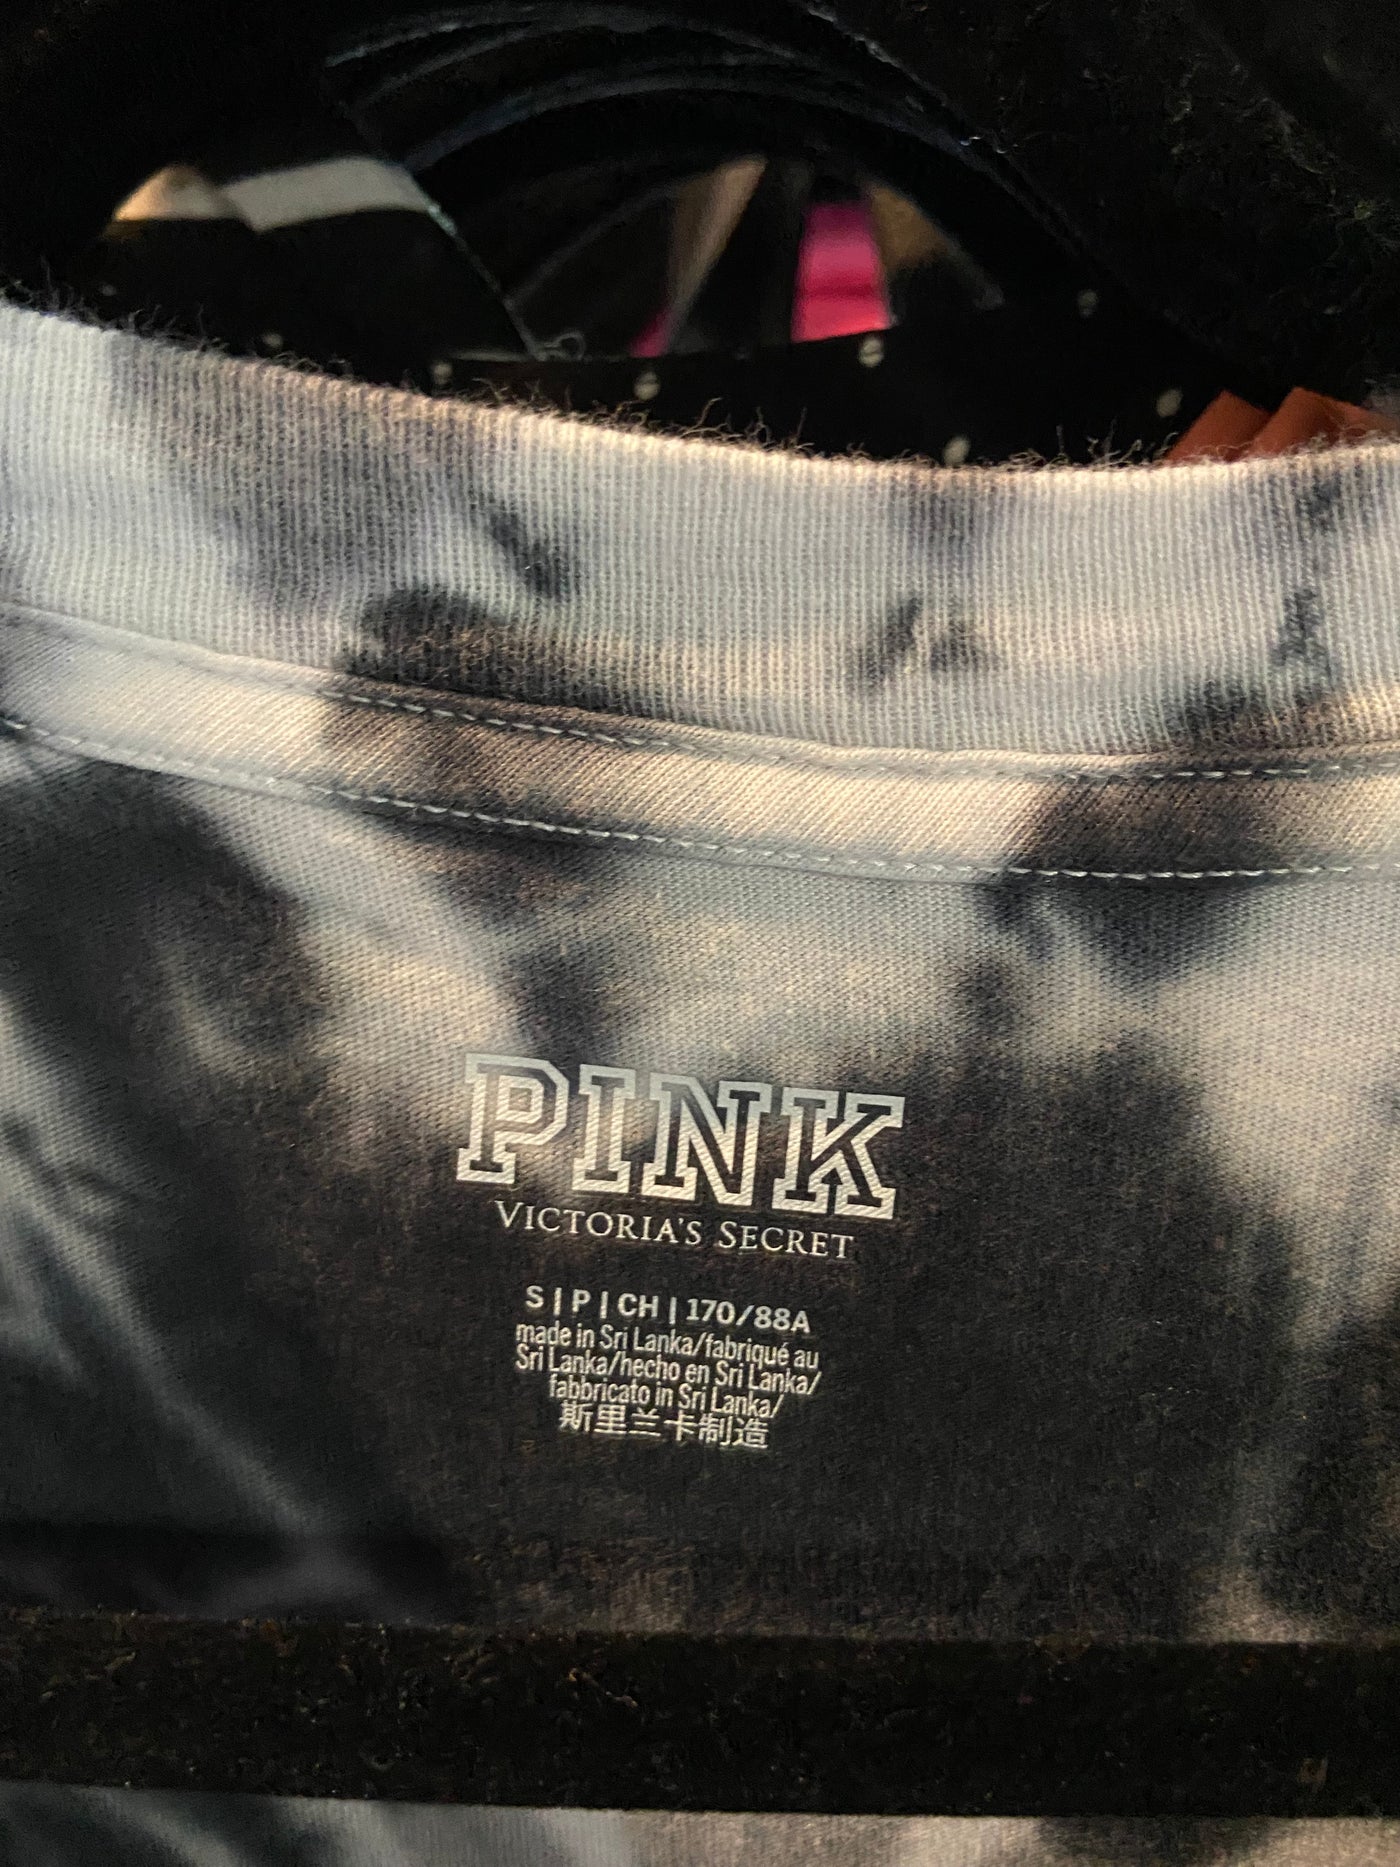 PINK
VICTORIA'S SECRET
S | P | CH | 170/88A
made in Sri Lanka/fabriqué au
Sri Lanka/hecho en Sri Lanka/
fabbricato in Sri Lanka/
斯里兰卡制造